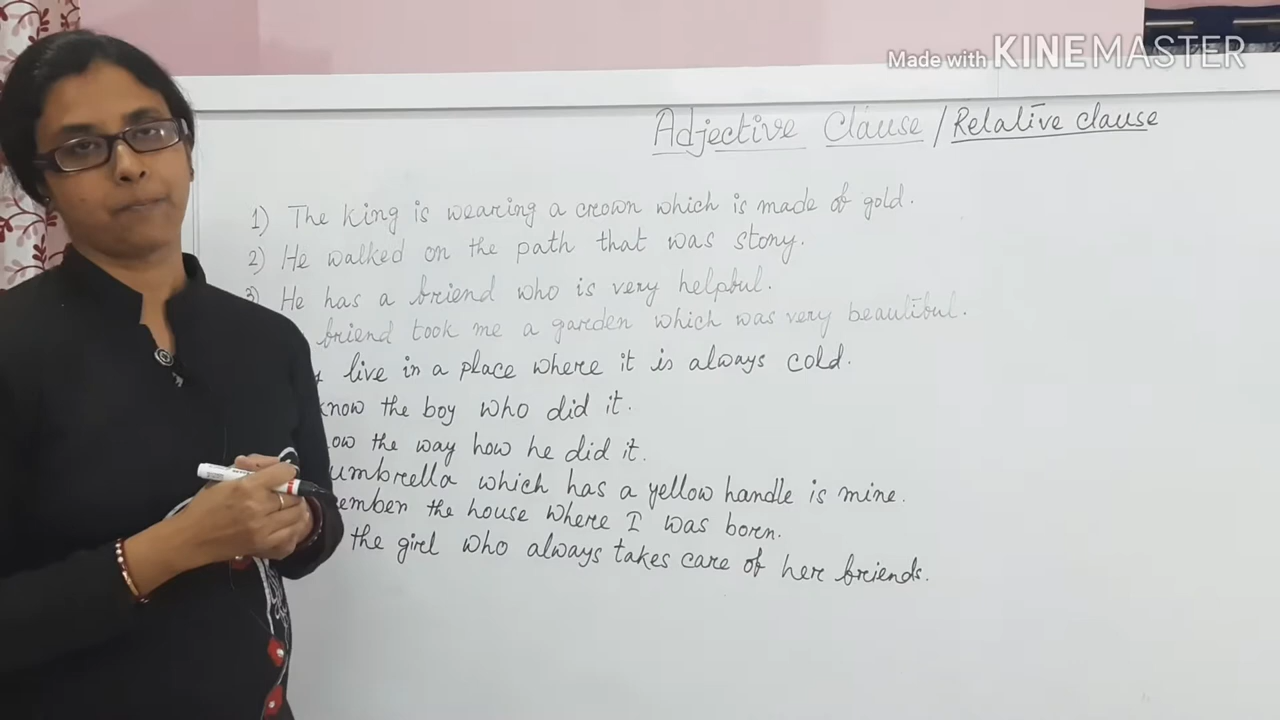 Made with KINEMASTER
Adjective Clause / Relative clause
1) The king is wearing a crown which is made of gold.
2) He walked on the path that was stony.
3) He has a friend who is very helpful.
friend took me a garden which was very beautiful.
live in a place where it is always cold.
know the boy who did it.
the way how he did it.
umbrella which has a yellow handle is mine.
the house where I was born.
the girl who always takes care of her friends.